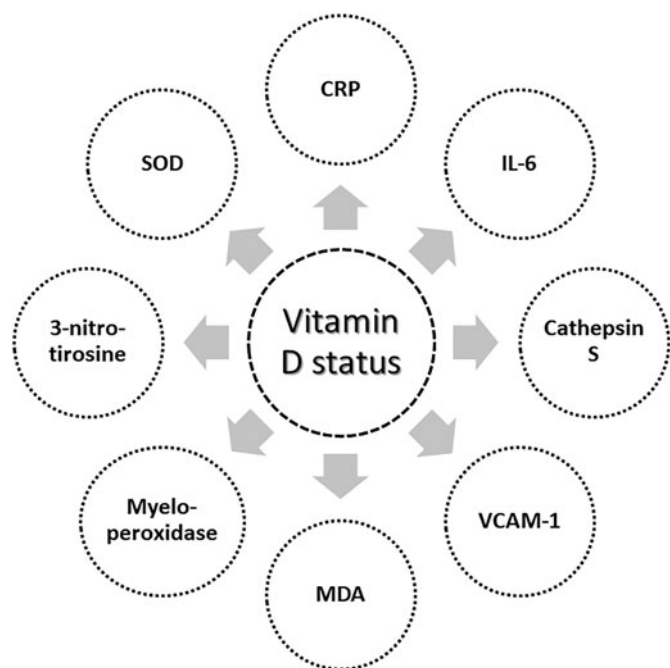 CRP
IL-6
Cathepsin
S
VCAM-1
MDA
Myelo-
peroxidase
3-nitro-
tirosine
SOD
Vitamin
D status